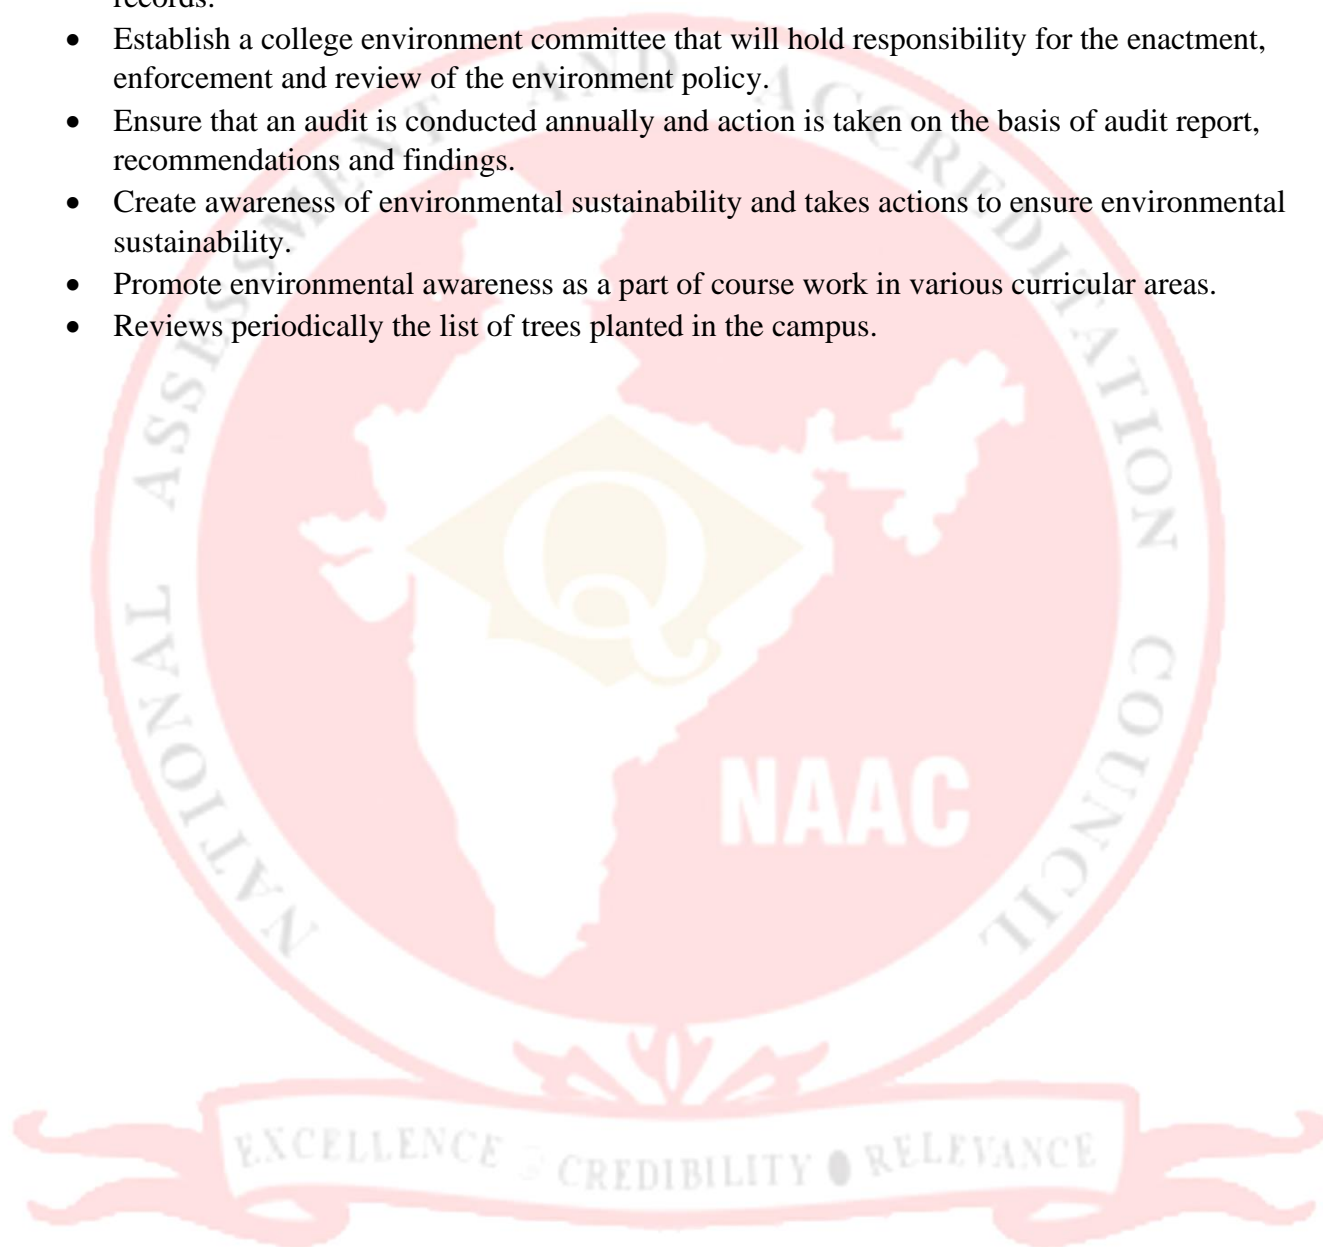 records.
• Establish a college environment committee that will hold responsibility for the enactment,
enforcement and review of the environment policy.
• Ensure that an audit is conducted annually and action is taken on the basis of audit report,
recommendations and findings.
• Create awareness of environmental sustainability and takes actions to ensure environmental
sustainability.
• Promote environmental awareness as a part of course work in various curricular areas.
• Reviews periodically the list of trees planted in the campus.
NATIONAL ASSESSMENT AND ACCREDITATION COUNCIL
Q
NAAC
EXCELLENCE CREDIBILITY RELEVANCE